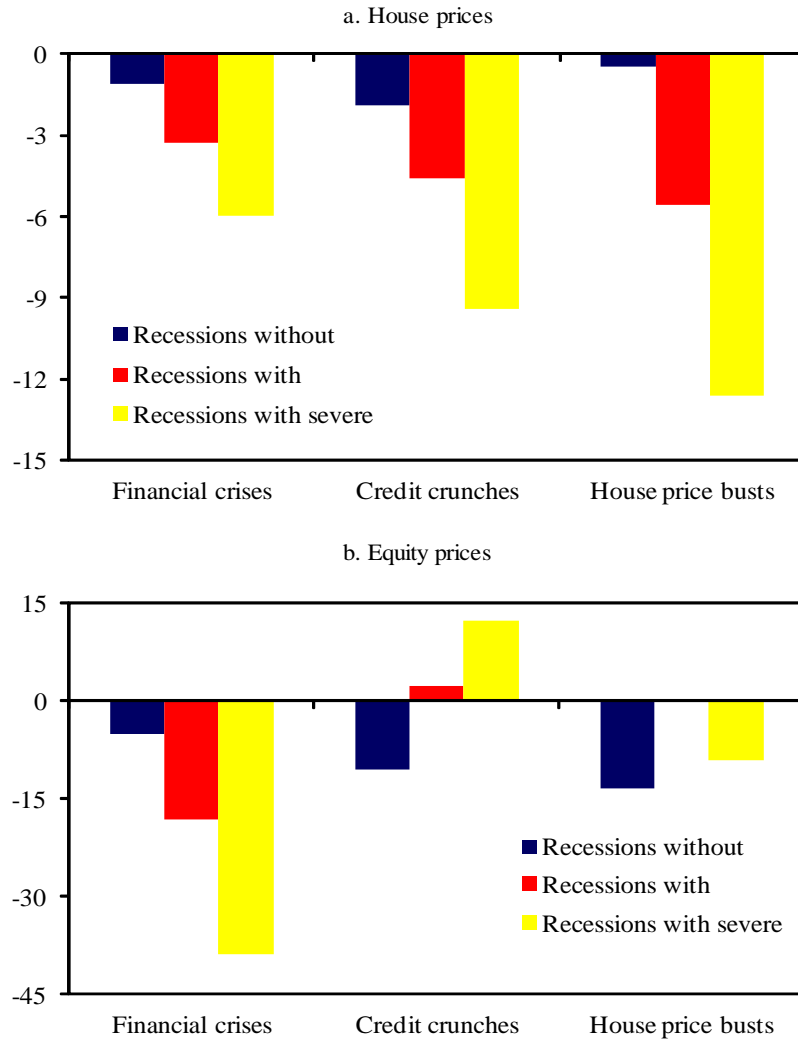 a. House prices
0
-3
-6
-9
-12
-15
Recessions without
Recessions with
Recessions with severe
Financial crises Credit crunches House price busts
b. Equity prices
15
0
-15
-30
-45
Recessions without
Recessions with
Recessions with severe
Financial crises Credit crunches House price busts